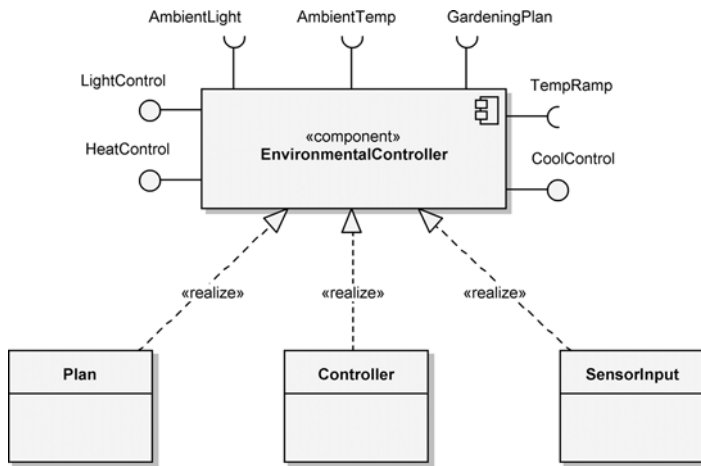 AmbientLight
AmbientTemp
GardeningPlan
LightControl
TempRamp
«component»
EnvironmentalController
HeatControl
CoolControl
«realize»
«realize»
«realize»
Plan
Controller
SensorInput